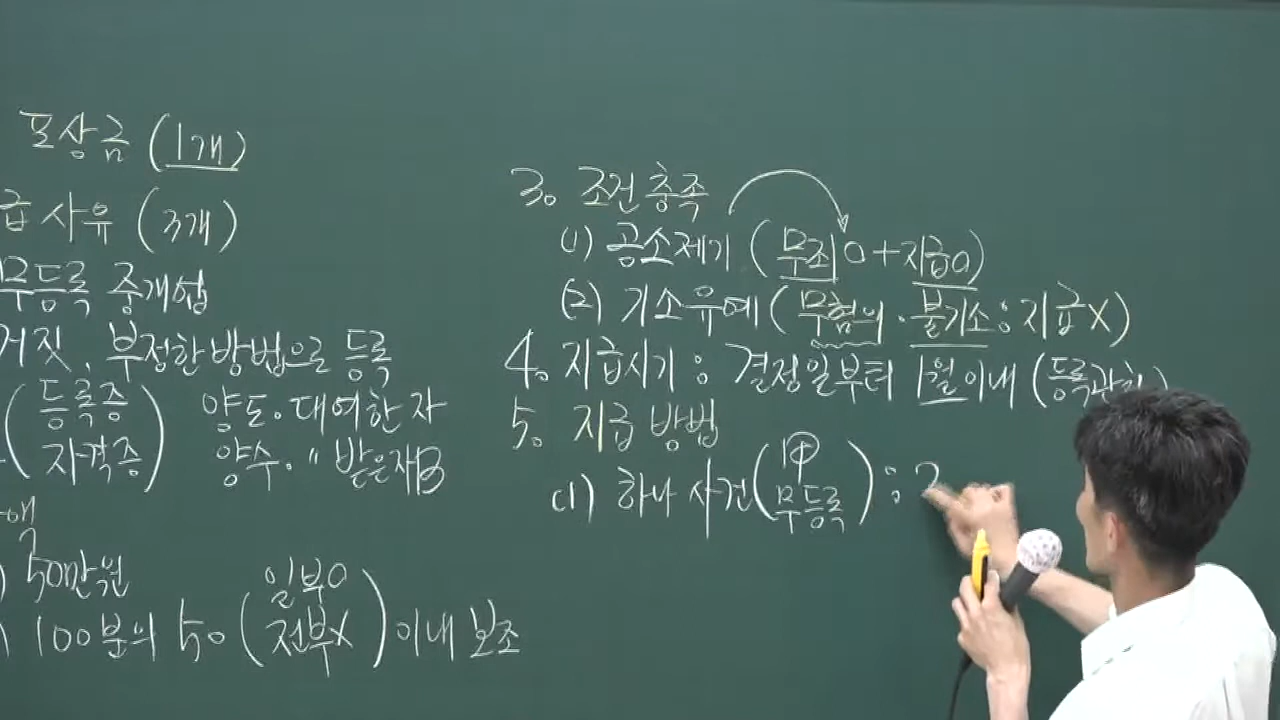 포상금 (1개)
급 사유 (3개)
무등록 중개업
거짓, 부정한 방법으로 등록
(등록증 양도·대여한 자
자격증) 양수·〃 받은 자B
액
50만원
100분의 50 (일부O 전부X) 이내 보조
3. 조건충족
(1) 공소제기 (무죄O+지급O)
(2) 기소유예 (무혐의·불기소: 지급X)
4. 지급시기 : 결정일부터 1월이내 (등록관청)
5. 지급 방법
(1) 하나 사건 (1甲 무등록) : 2